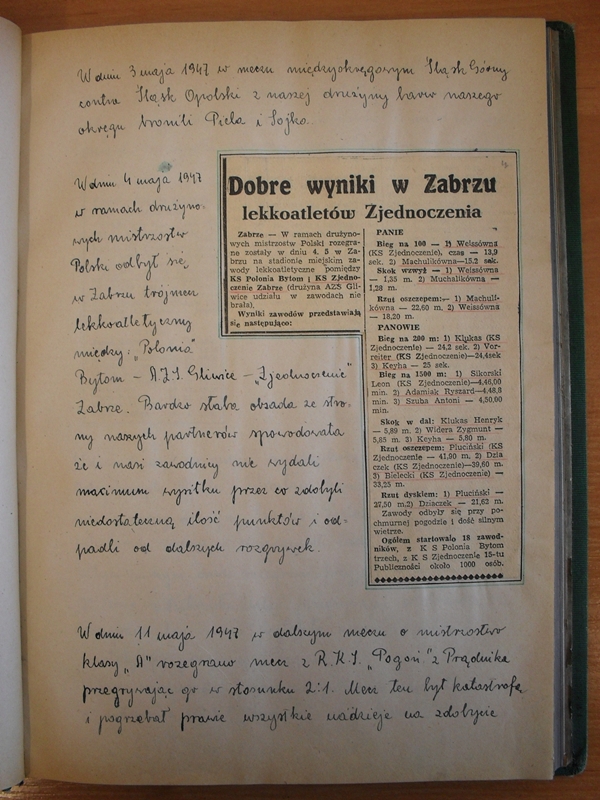 W dniu 3 maja 1947 w meczu międzyokręgowym Śląsk Górny
contra Śląsk Opolski z naszej drużyny barw naszego
okręgu bronili Piela i Sojka.
W dniu 4 maja 1947
w ramach drużyno-
wych mistrzostw
Polski odbył się
w Zabrzu trójmecz
lekkoatletyczny
między: „Polonia"
Bytom – A.Z.S. Gliwice – „Zjednoczenie"
Zabrze. Bardzo słaba obsada ze stro-
ny naszych partnerów spowodowała
że i nasi zawodnicy nie wydali
maximum wysiłku przez co zdobyli
niedostateczną ilość punktów i od-
padli od dalszych rozgrywek.
Dobre wyniki w Zabrzu
lekkoatletów Zjednoczenia
Zabrze — W ramach drużyno-
wych mistrzostw Polski rozegra-
ne zostały w dniu 4. 5 w Za-
brzu na stadionie miejskim za-
wody lekkoatletyczne pomiędzy
KS Polonia Bytom i KS Zjedno-
czenie Zabrze (drużyna AZS Gli-
wice udziału w zawodach nie
brała).
Wyniki zawodów przedstawiają
się następująco:
PANIE
Bieg na 100 — 1) Weissówna
(KS Zjednoczenie), czas — 13,9
sek. 2) Machulikówna—15,2 sek.
Skok wzwyż — 1) Weissówna
— 1,35 m. 2) Muchalikówna —
1,28 m.
Rzut oszczepem:— 1) Machuli-
kówna — 22,60 m. 2) Weissówna
— 18,20 m.
PANOWIE
Bieg na 200 m: 1) Klukas (KS
Zjednoczenie) — 24,2 sek. 2) Vor-
reiter (KS Zjednoczenie)—24,4sek
3) Keyha — 25 sek.
Bieg na 1500 m: 1) Sikorski
Leon (KS Zjednoczenie)—4,46,00
min. 2) Adamiak Ryszard—4.48,8
min. 3) Szuba Antoni — 4,50,00
min.
Skok w dal: Klukas Henryk
— 5,89 m. 2) Widera Zygmunt —
5,85 m. 3) Keyha — 5,80 m.
Rzut oszczepem: Pluciński (KS
Zjednoczenie — 41,90 m. 2) Dzia
czek (KS Zjednoczenie)—39,60 m.
3) Bielecki (KS Zjednoczenie) —
33,25 m.
Rzut dyskiem: 1) Pluciński —
27,50 m.2) Dziaczek — 21,62 m.
Zawody odbyły się przy po-
chmurnej pogodzie i dość silnym
wietrze.
Ogółem startowało 18 zawod-
ników, z K S Polonia Bytom
trzech, z K S Zjednoczenie 15-tu
Publiczności około 1000 osób.
W dniu 11 maja 1947 w dalszym meczu o mistrzostwo
klasy „A" rozegrano mecz z R.K.S. „Pogoń" z Prądnika
przegrywając go w stosunku 2:1. Mecz ten był katastrofą
i pogrzebał prawie wszystkie nadzieje na zdobycie